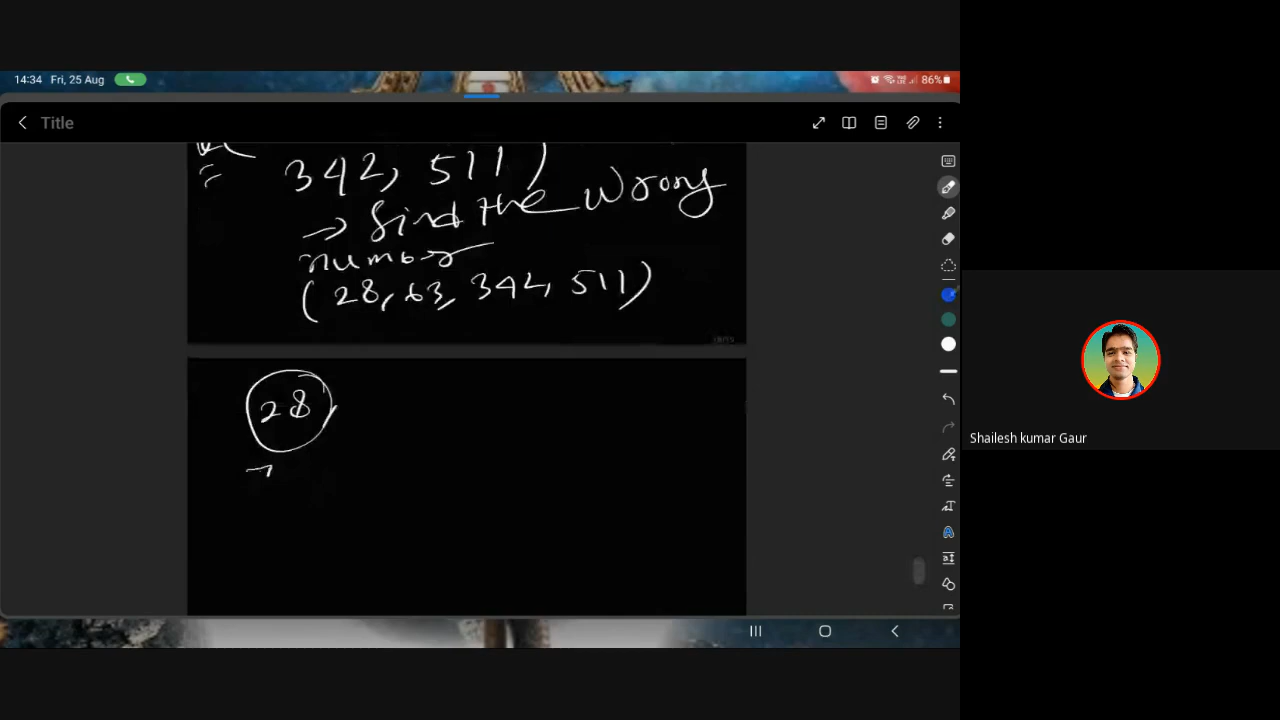 14:34 Fri, 25 Aug
86%
Title
342, 511)
→ find the wrong
number
(28, 63, 342, 511)
28
Shailesh kumar Gaur